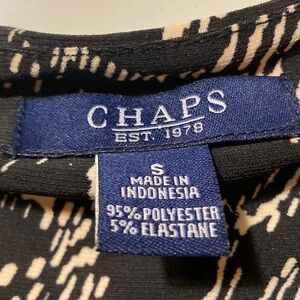 CHAPS
EST. 1978
S
MADE IN
INDONESIA
95% POLYESTER
5% ELASTANE